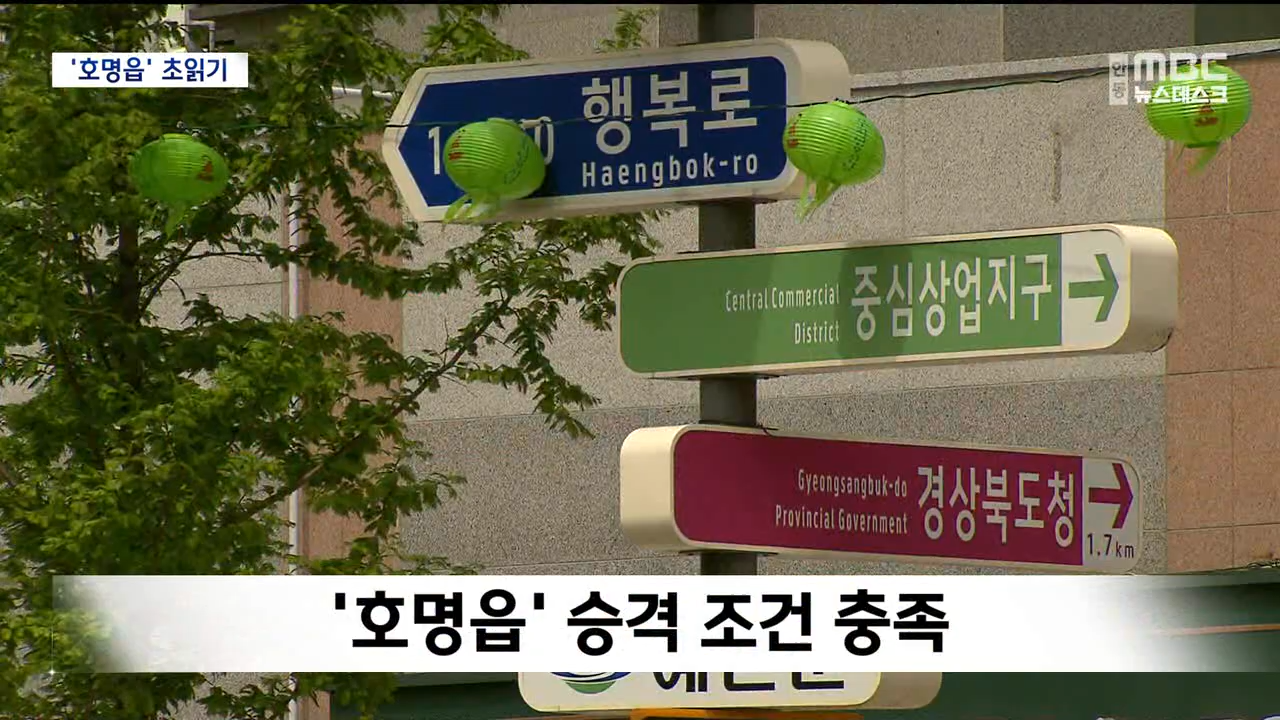 '호명읍' 초읽기
안동 MBC
뉴스데스크
행복로
Haengbok-ro
Central Commercial
District
중심상업지구
Gyeongsangbuk-do
Provincial Government
경상북도청
1.7km
'호명읍' 승격 조건 충족